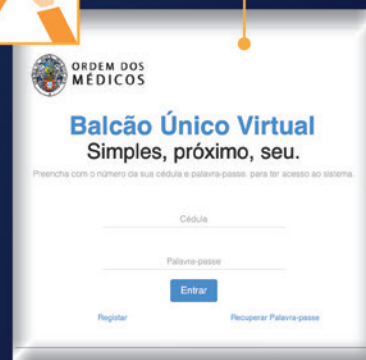 ORDEM DOS
MÉDICOS
Balcão Único Virtual
Simples, próximo, seu.
Preencha com o número da sua cédula e palavra-passe, para ter acesso ao sistema.
Cédula
Palavra-passe
Entrar
Registar
Recuperar Palavra-passe